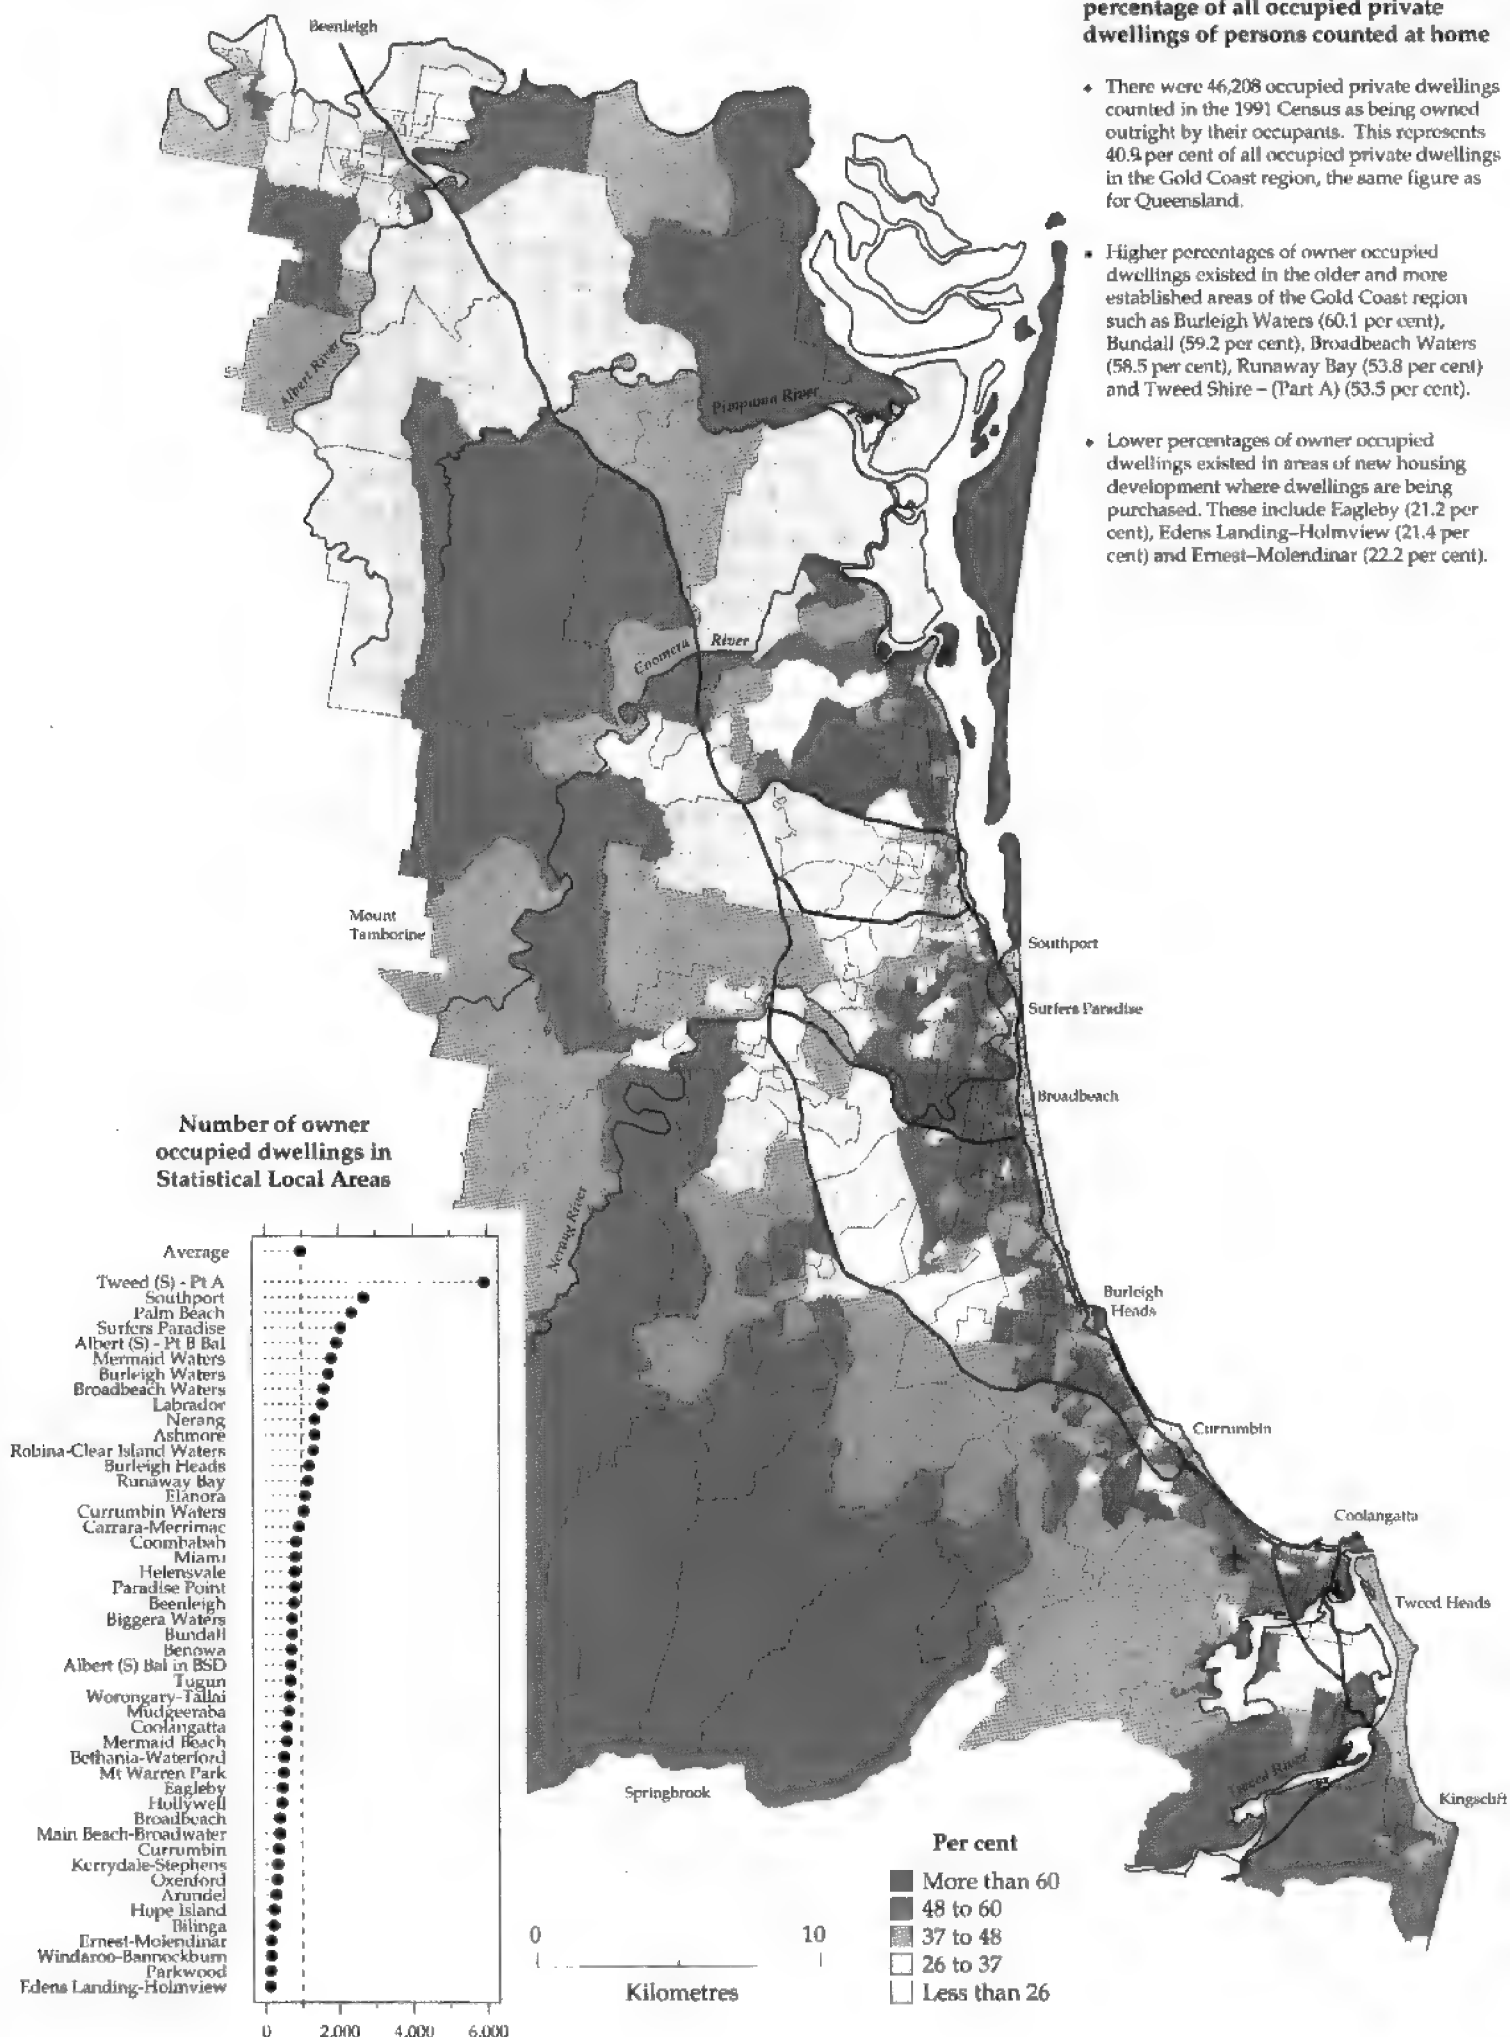 percentage of all occupied private
dwellings of persons counted at home
There were 46,208 occupied private dwellings
counted in the 1991 Census as being owned
outright by their occupants. This represents
40.9 per cent of all occupied private dwellings
in the Gold Coast region, the same figure as
for Queensland.
Higher percentages of owner occupied
dwellings existed in the older and more
established areas of the Gold Coast region
such as Burleigh Waters (60.1 per cent),
Bundall (59.2 per cent), Broadbeach Waters
(58.5 per cent), Runaway Bay (53.8 per cent)
and Tweed Shire – (Part A) (53.5 per cent).
Lower percentages of owner occupied
dwellings existed in areas of new housing
development where dwellings are being
purchased. These include Eagleby (21.2 per
cent), Edens Landing–Holmview (21.4 per
cent) and Ernest–Molendinar (22.2 per cent).
Beenleigh
Albert River
Pimpama River
Coomera River
Mount
Tamborine
Southport
Surfers Paradise
Broadbeach
Nerang River
Burleigh
Heads
Currumbin
Coolangatta
Tweed Heads
Tweed River
Kingscliff
Springbrook
Number of owner
occupied dwellings in
Statistical Local Areas
Average
Tweed (S) - Pt A
Southport
Palm Beach
Surfers Paradise
Albert (S) - Pt B Bal
Mermaid Waters
Burleigh Waters
Broadbeach Waters
Labrador
Nerang
Ashmore
Robina-Clear Island Waters
Burleigh Heads
Runaway Bay
Elanora
Currumbin Waters
Carrara-Merrimac
Coombabah
Miami
Helensvale
Paradise Point
Beenleigh
Biggera Waters
Bundall
Benowa
Albert (S) Bal in BSD
Tugun
Worongary-Tallai
Mudgeeraba
Coolangatta
Mermaid Beach
Bethania-Waterford
Mt Warren Park
Eagleby
Hollywell
Broadbeach
Main Beach-Broadwater
Currumbin
Kerrydale-Stephens
Oxenford
Arundel
Hope Island
Bilinga
Ernest-Molendinar
Windaroo-Bannockburn
Parkwood
Edens Landing-Holmview
0 2,000 4,000 6,000
0 10
Kilometres
Per cent
More than 60
48 to 60
37 to 48
26 to 37
Less than 26